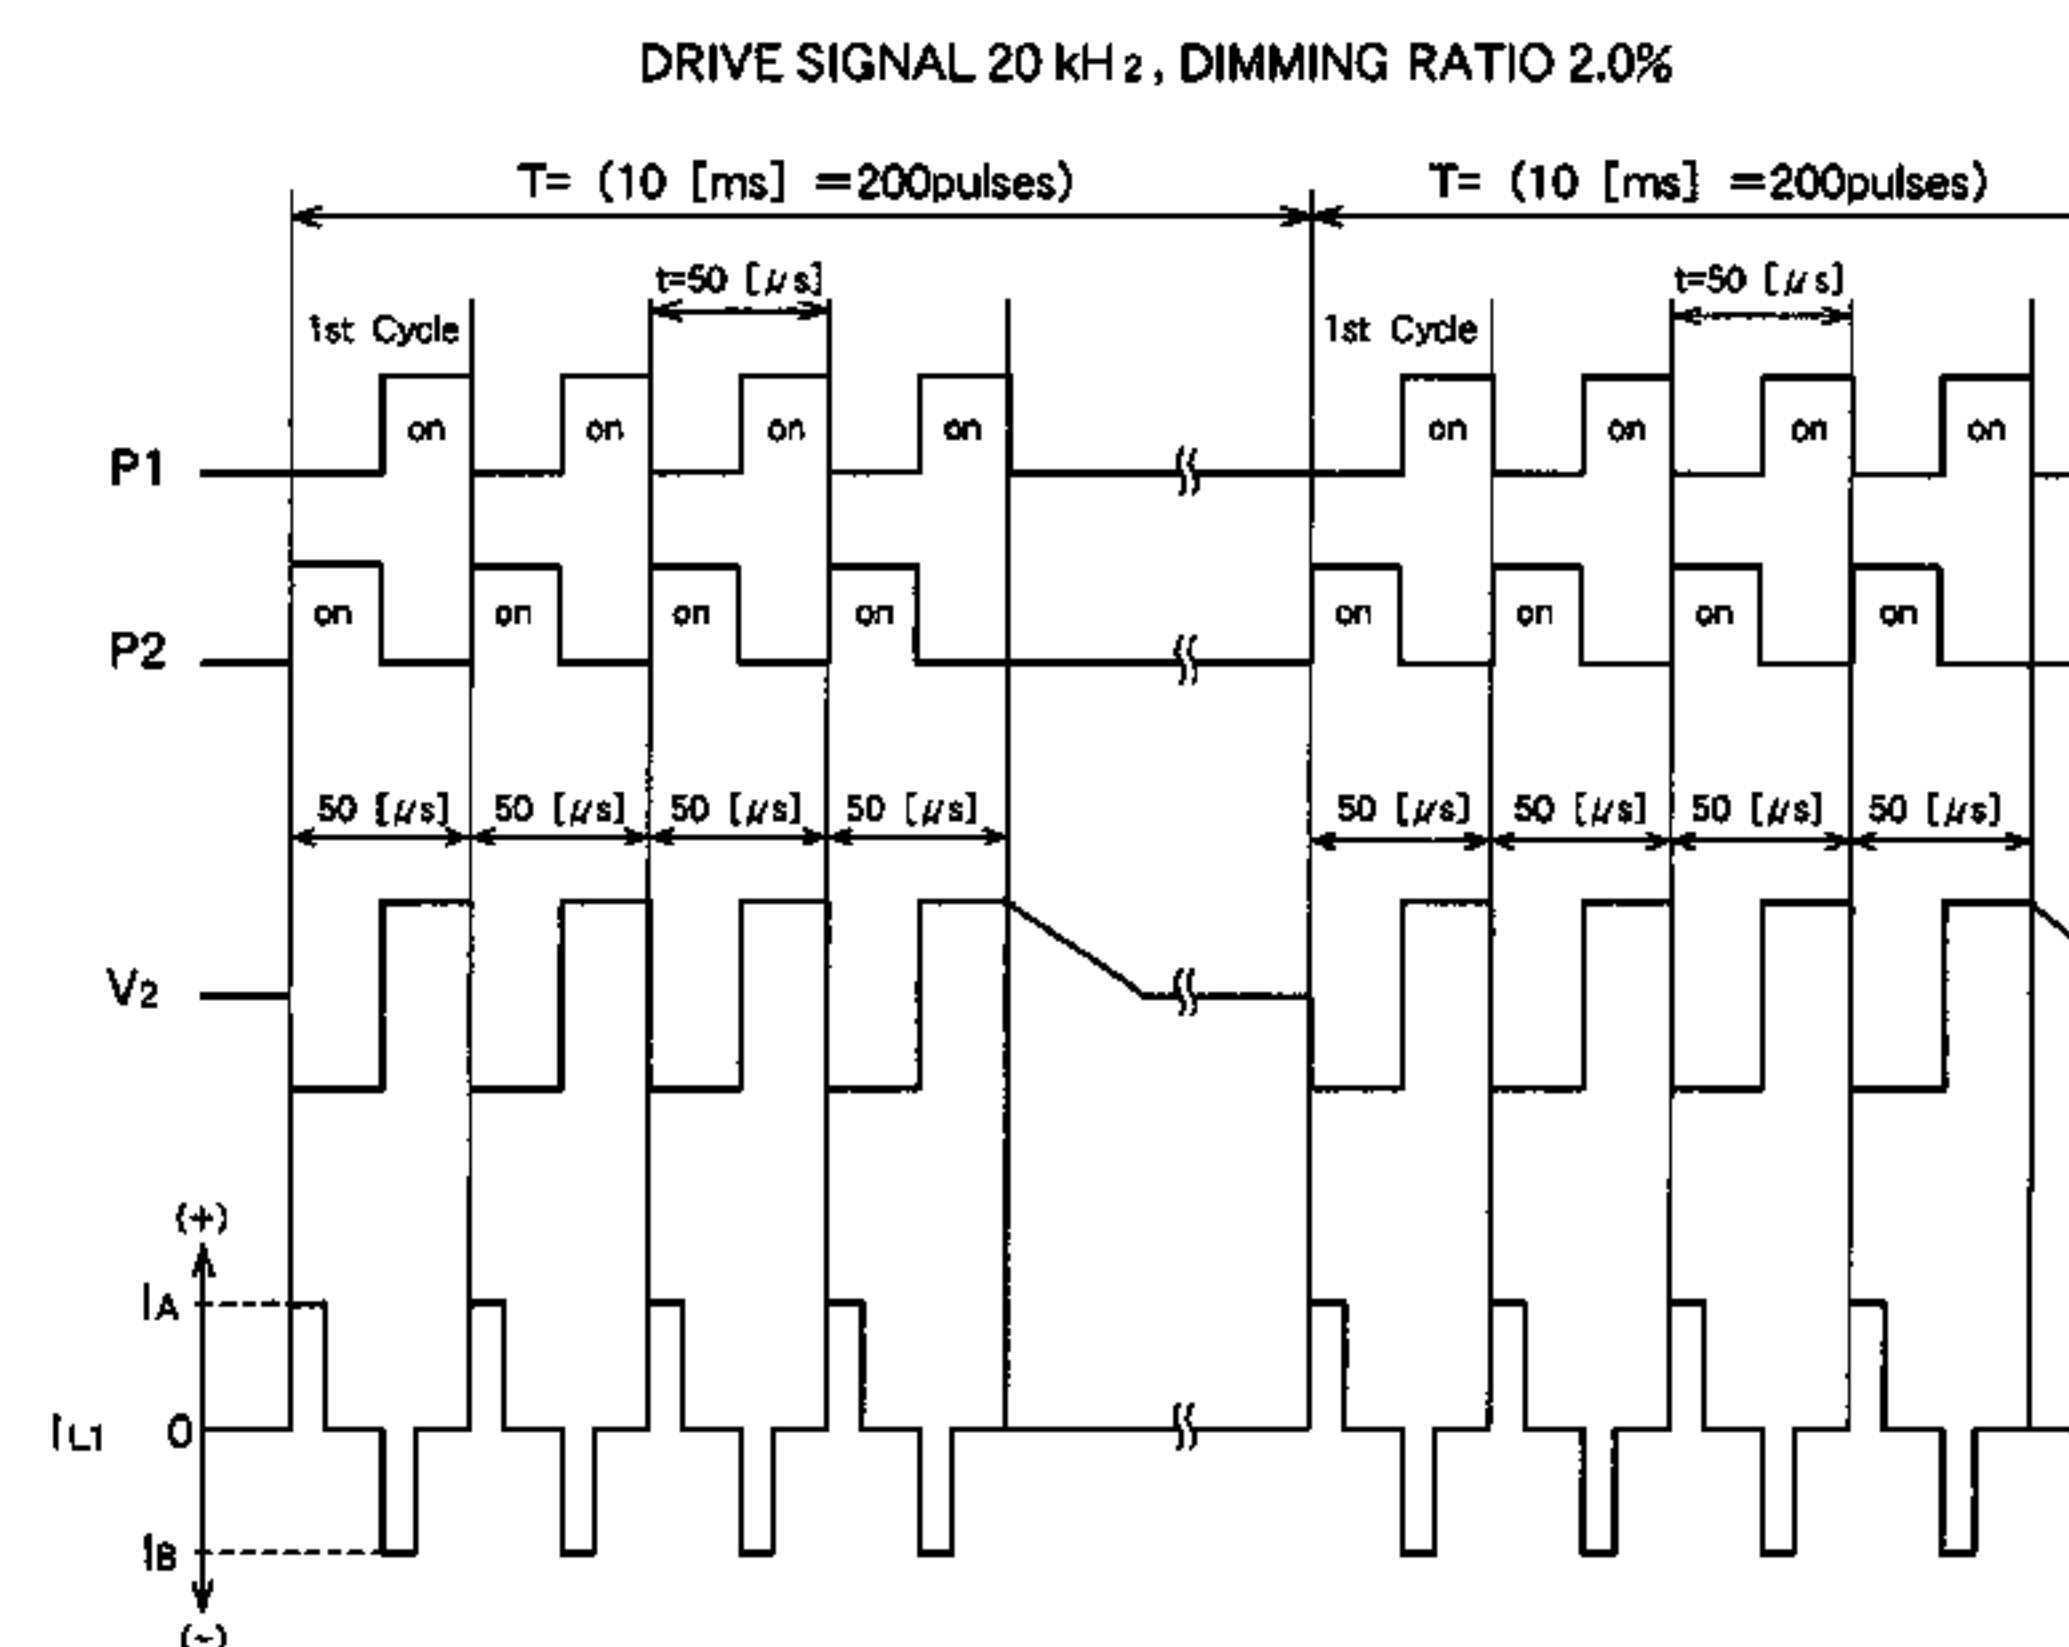 DRIVE SIGNAL 20 kH2, DIMMING RATIO 2.0%
T= (10 [ms] =200pulses) T= (10 [ms] =200pulses)
t=50 [μs] t=50 [μs]
1st Cycle 1st Cycle
on on on on on on on on
P1
on on on on on on on on
P2
50 [μs] 50 [μs] 50 [μs] 50 [μs] 50 [μs] 50 [μs] 50 [μs] 50 [μs]
V2
(+)
IA
IL1 0
IB
(-)